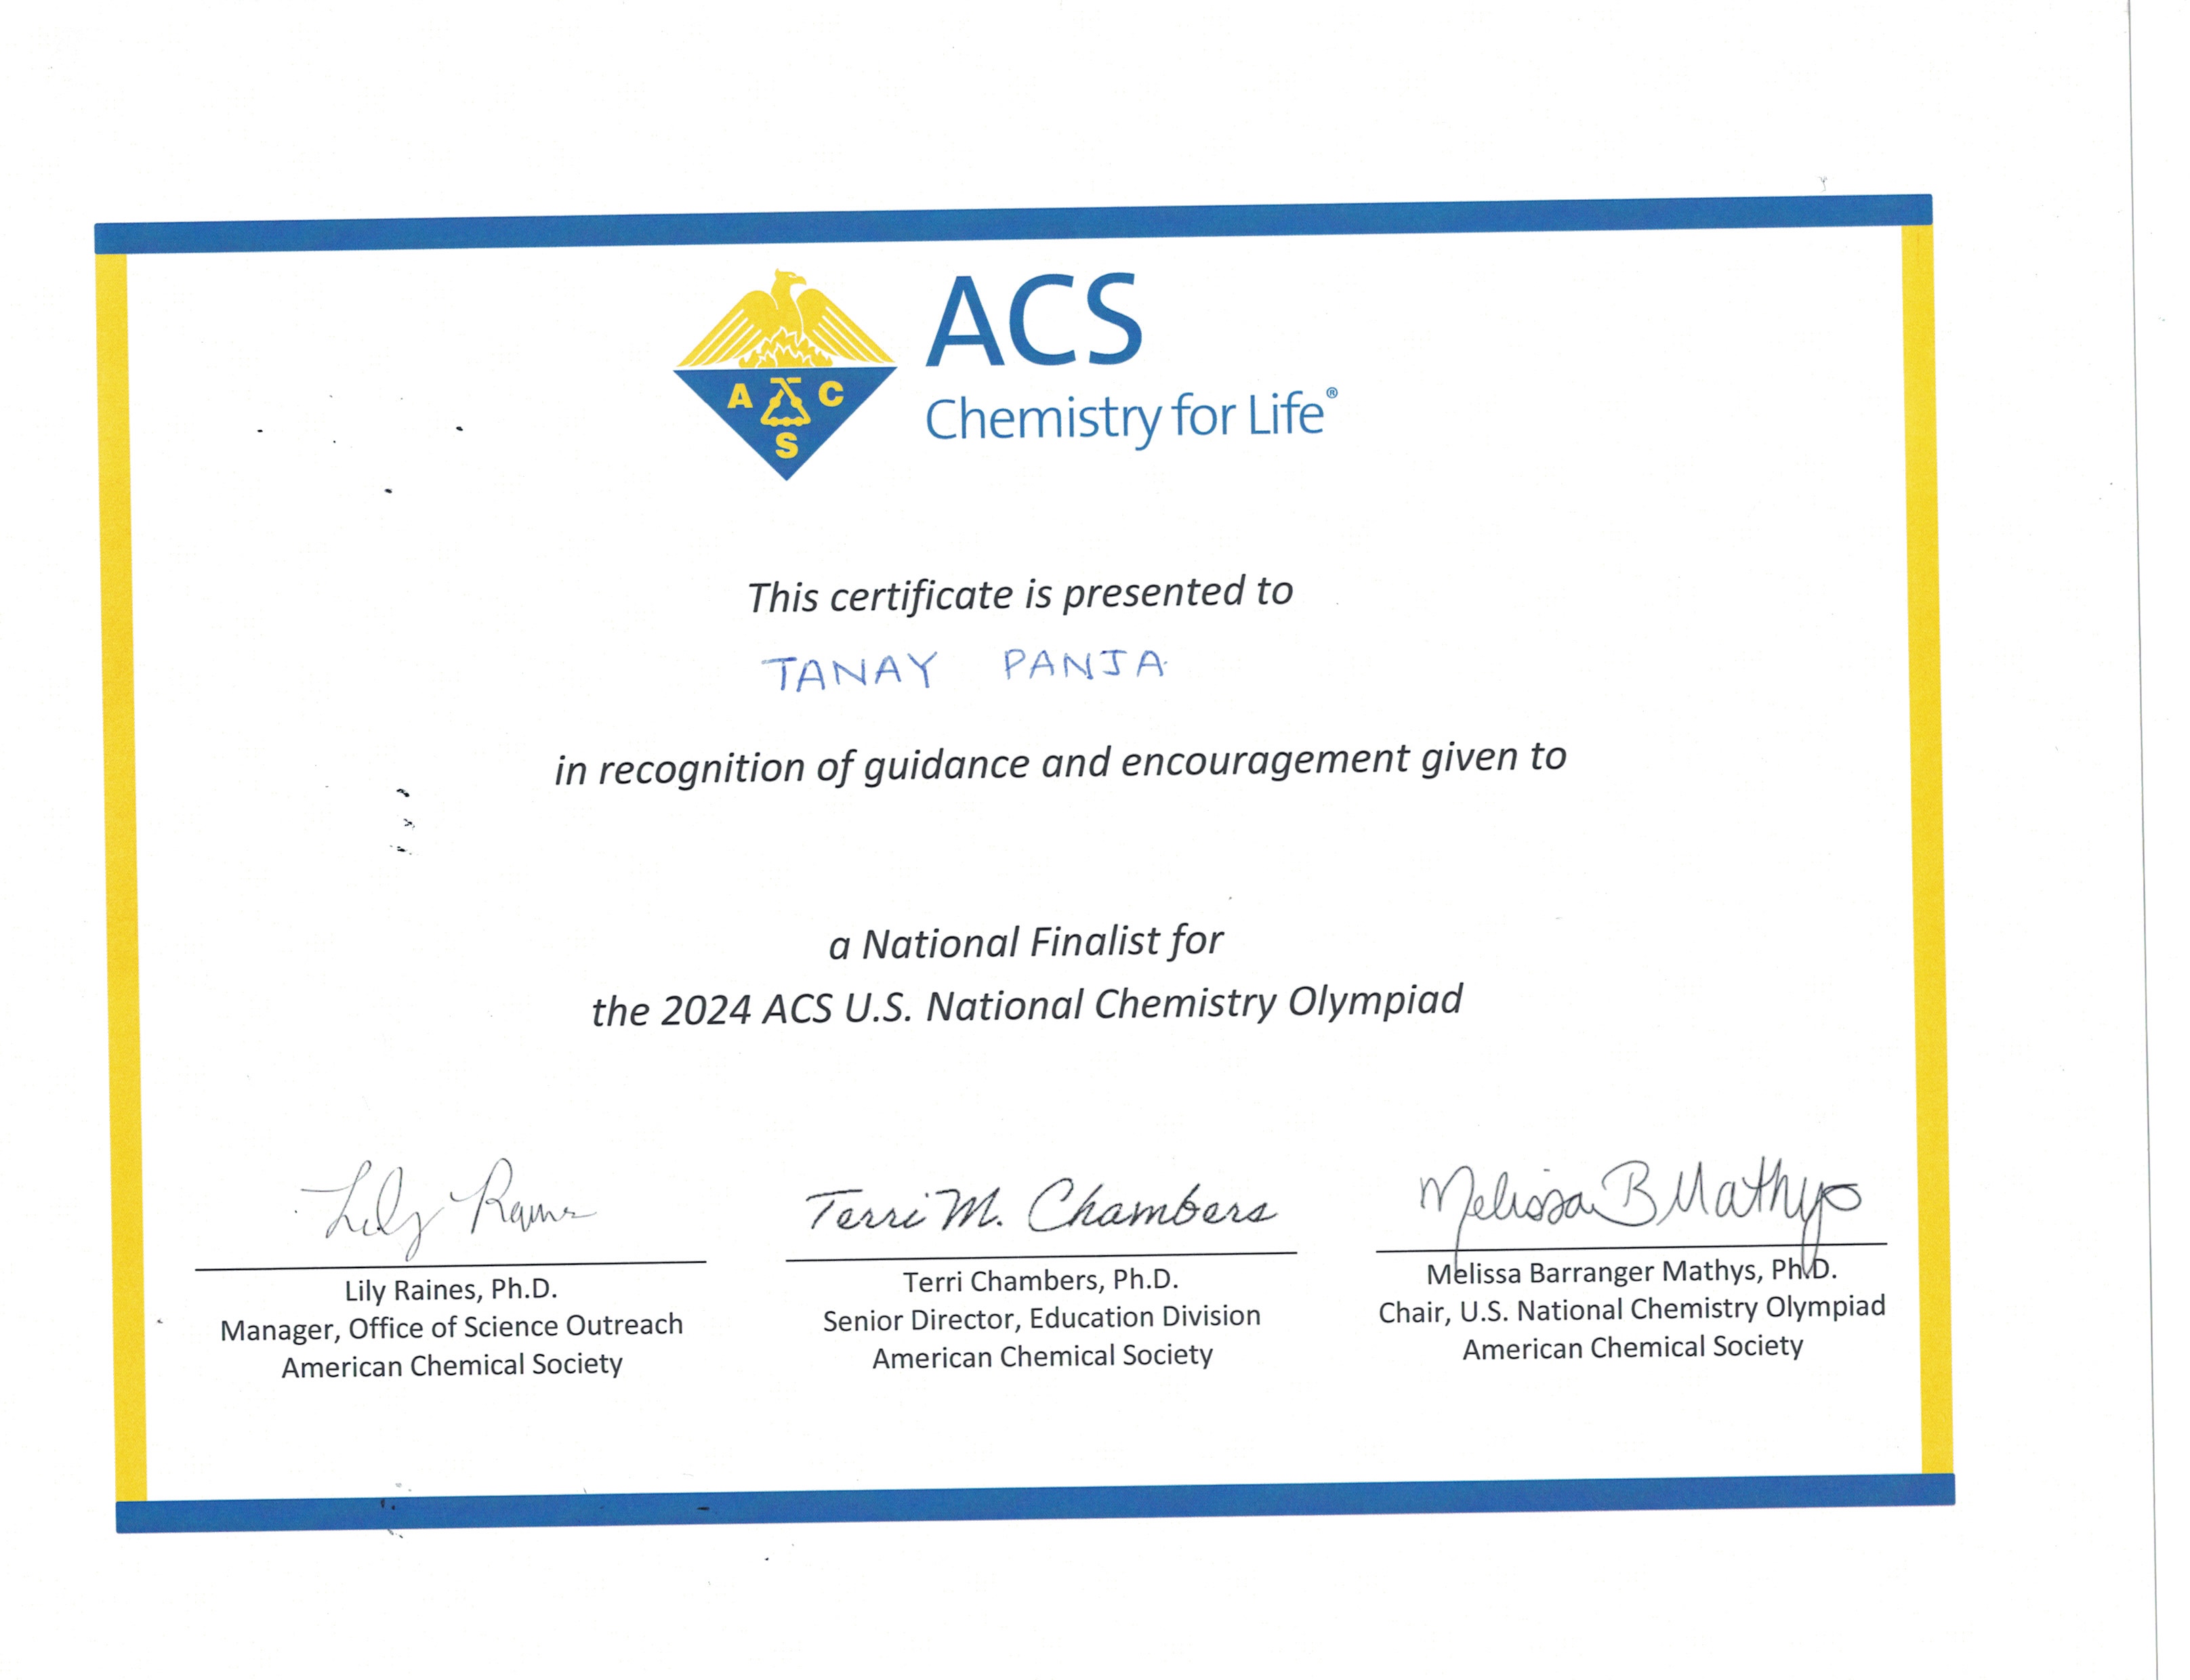 ACS
Chemistry for Life®
A C
S
This certificate is presented to
TANAY PANJA
in recognition of guidance and encouragement given to
a National Finalist for
the 2024 ACS U.S. National Chemistry Olympiad
Lily Raines
Terri M. Chambers
Melissa B Mathys
Lily Raines, Ph.D.
Manager, Office of Science Outreach
American Chemical Society
Terri Chambers, Ph.D.
Senior Director, Education Division
American Chemical Society
Melissa Barranger Mathys, Ph.D.
Chair, U.S. National Chemistry Olympiad
American Chemical Society